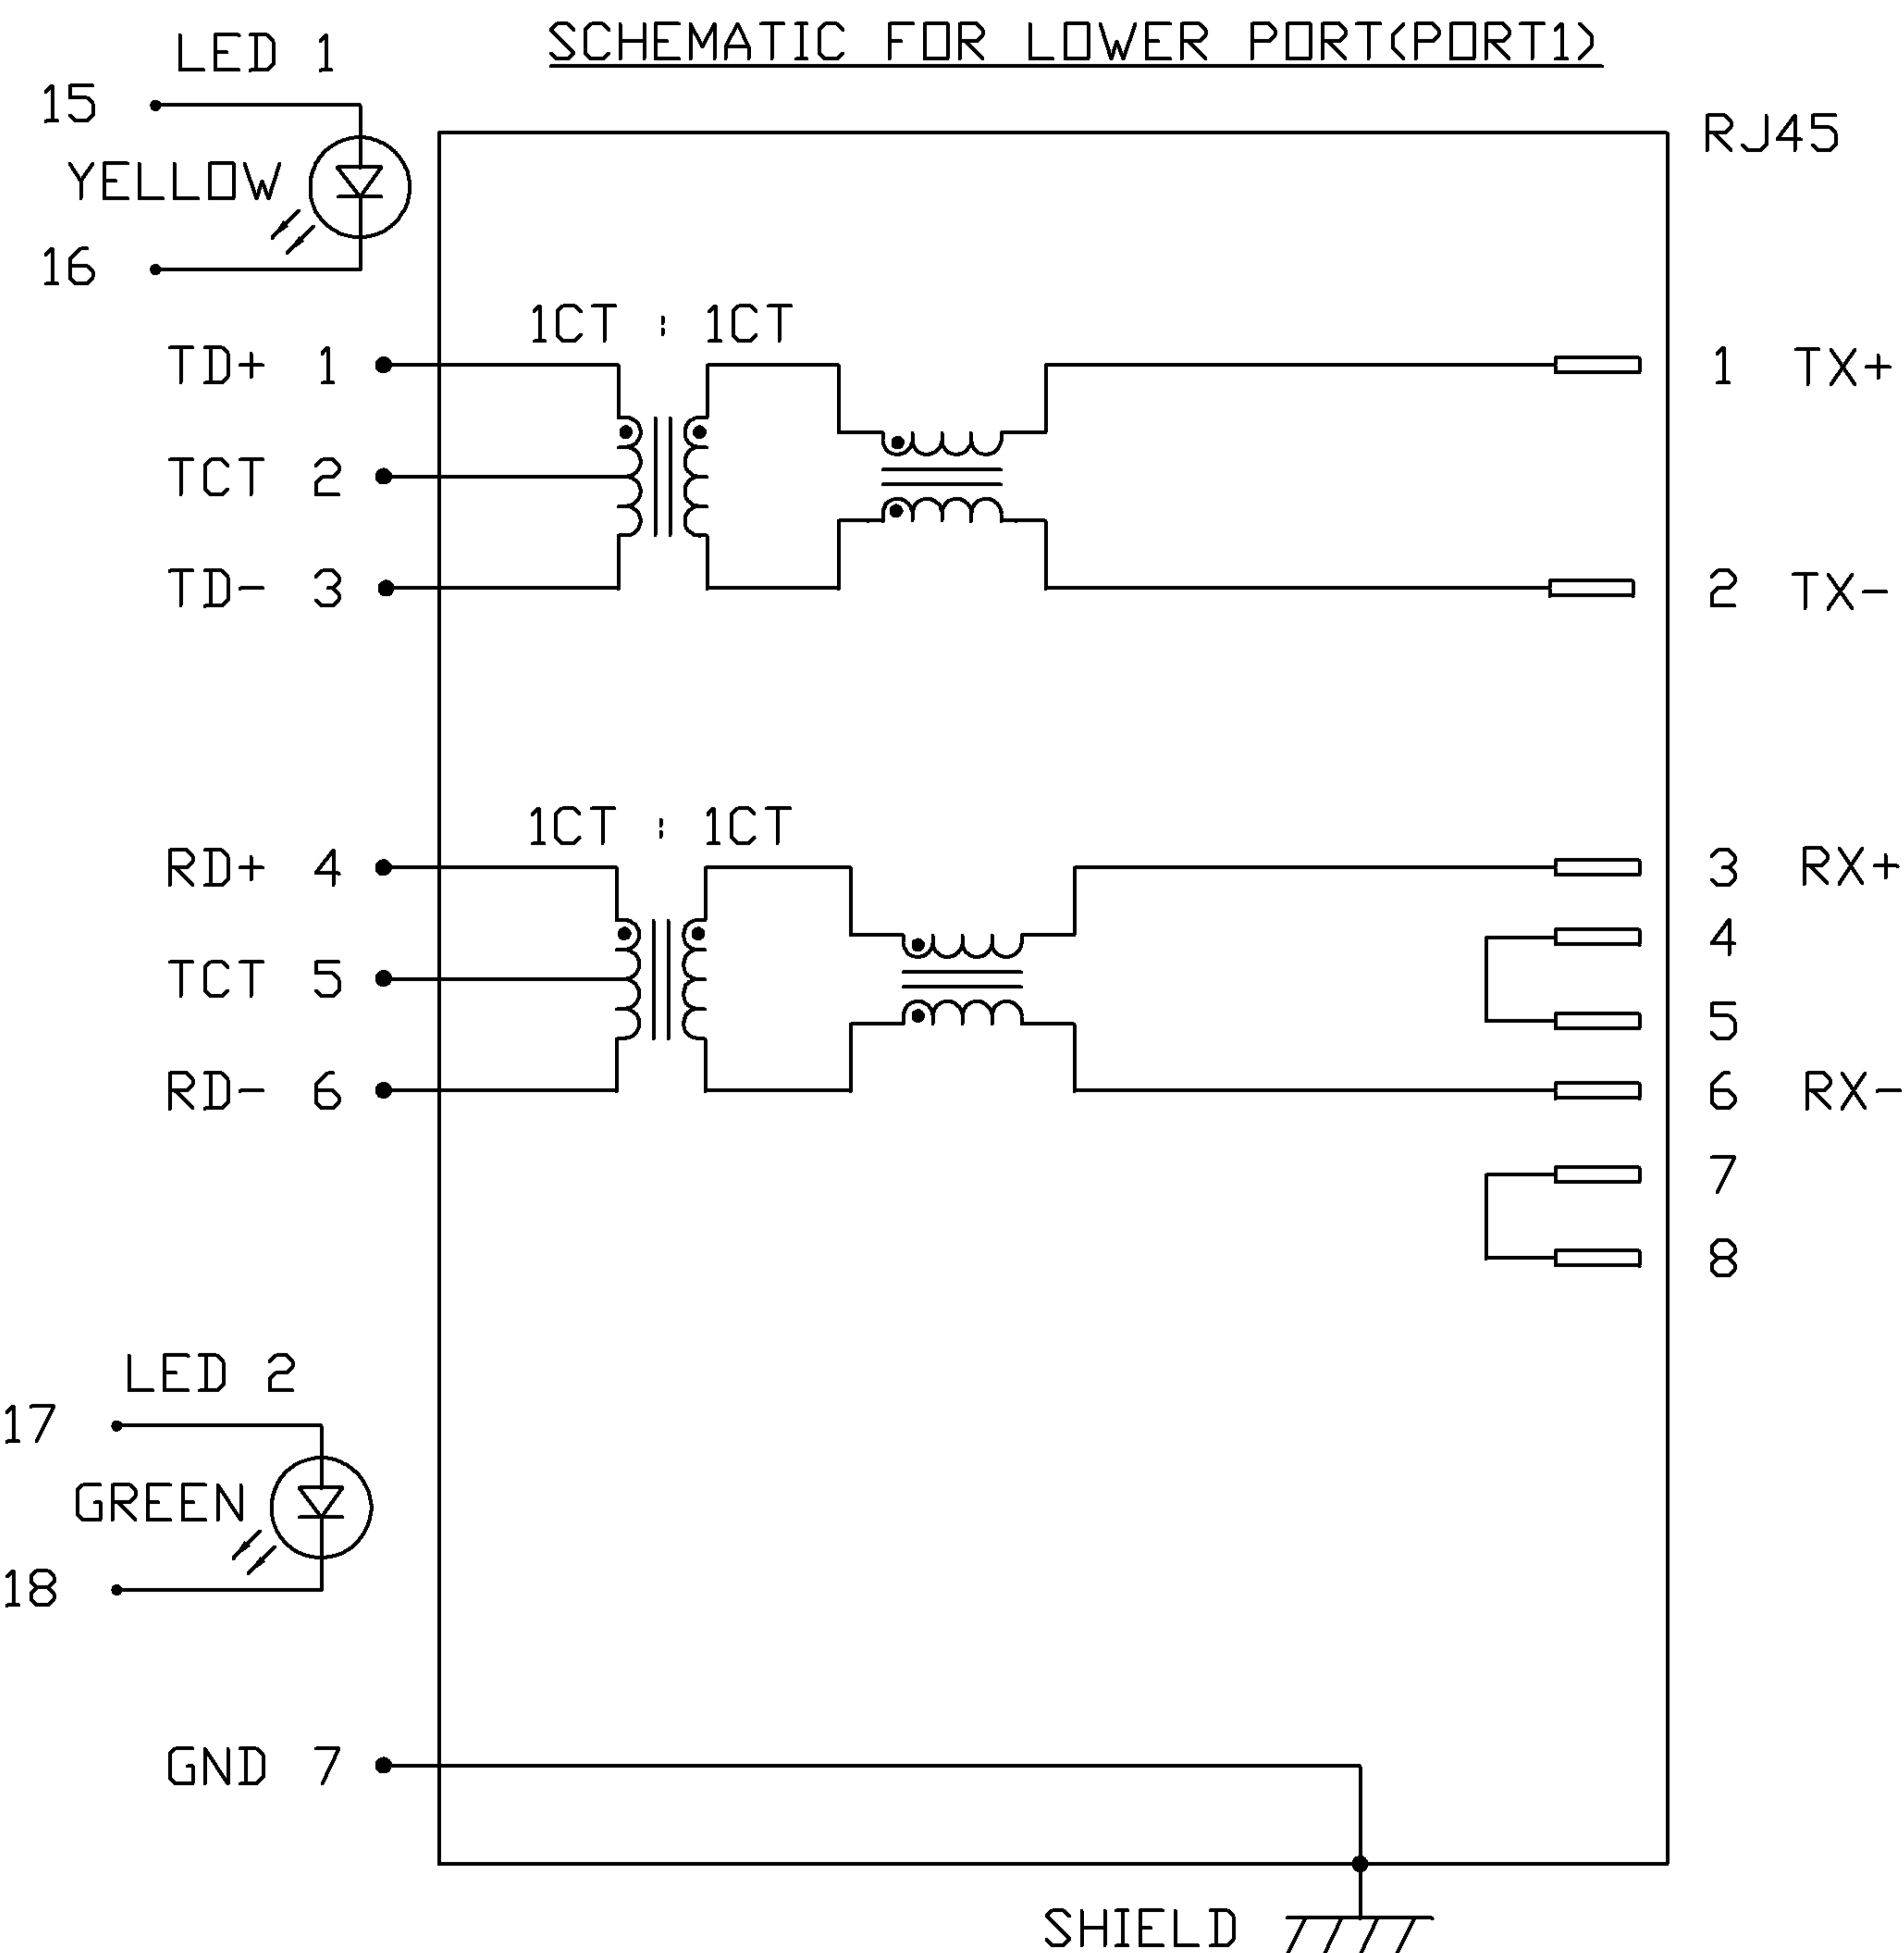 SCHEMATIC FOR LOWER PORT(PORT1)
LED 1
15
RJ45
YELLOW
16
1CT : 1CT
TD+ 1
1 TX+
TCT 2
TD- 3
2 TX-
1CT : 1CT
RD+ 4
3 RX+
4
TCT 5
5
RD- 6
6 RX-
7
8
LED 2
17
GREEN
18
GND 7
SHIELD